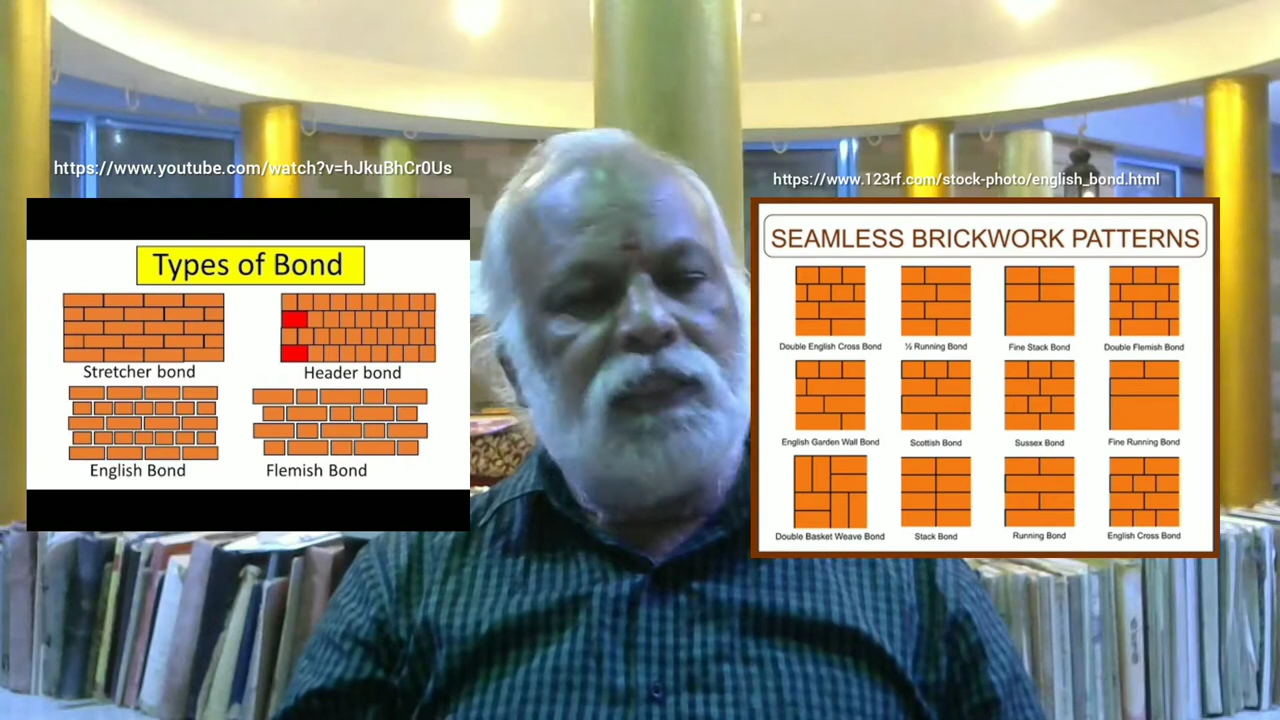 https://www.youtube.com/watch?v=hJkuBhCr0Us
Types of Bond
Stretcher bond
Header bond
English Bond
Flemish Bond
https://www.123rf.com/stock-photo/english_bond.html
SEAMLESS BRICKWORK PATTERNS
Double English Cross Bond
½ Running Bond
Fine Stack Bond
Double Flemish Bond
English Garden Wall Bond
Scottish Bond
Sussex Bond
Fine Running Bond
Double Basket Weave Bond
Stack Bond
Running Bond
English Cross Bond